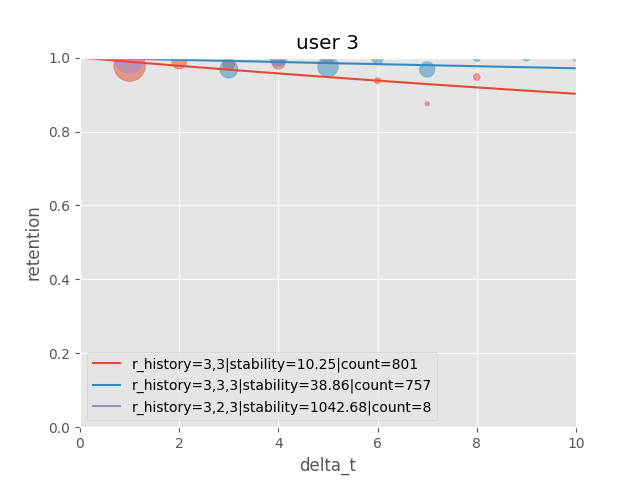 user 3
1.0
0.8
0.6
0.4
0.2
0.0
retention
r_history=3,3|stability=10.25|count=801
r_history=3,3,3|stability=38.86|count=757
r_history=3,2,3|stability=1042.68|count=8
0 2 4 6 8 10
delta_t